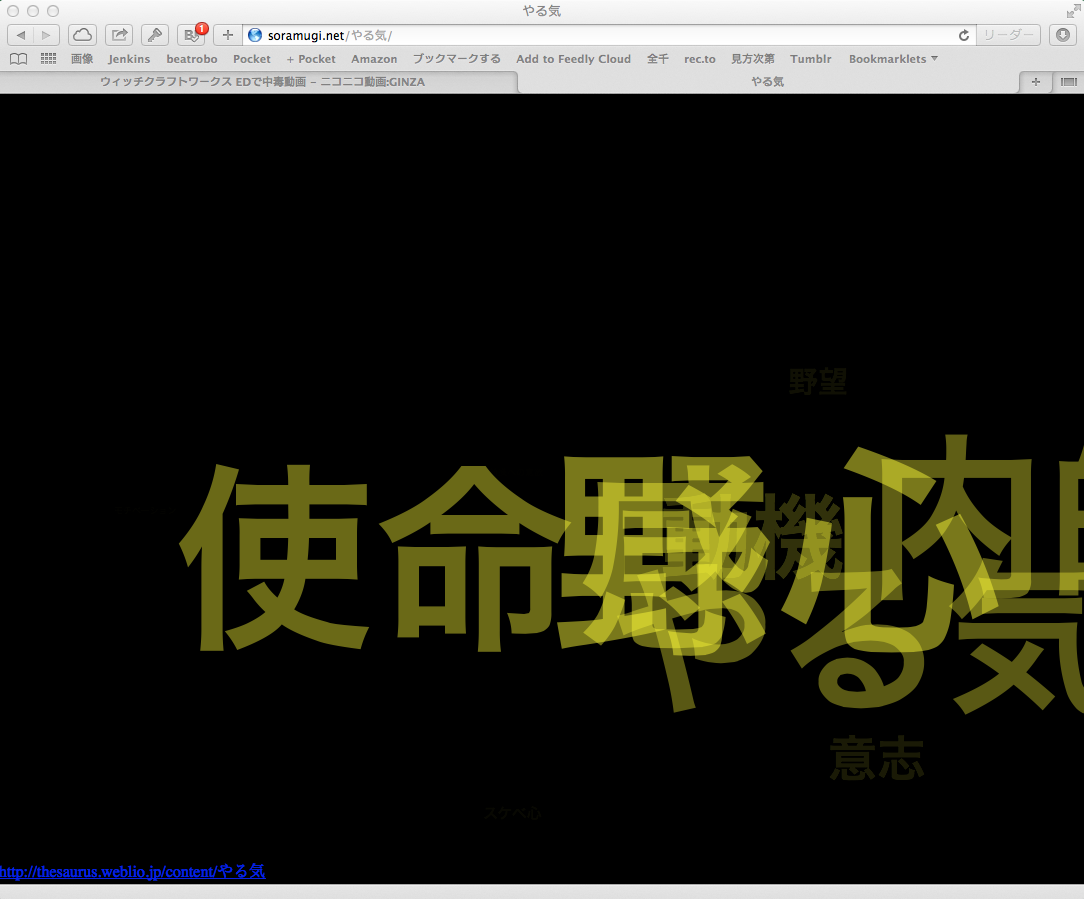 やる気
1
soramugi.net/やる気/
リーダー
画像 Jenkins beatrobo Pocket + Pocket Amazon ブックマークする Add to Feedly Cloud 全千 rec.to 見方次第 Tumblr Bookmarklets
ウィッチクラフトワークス EDで中毒動画 – ニコニコ動画:GINZA
やる気
野望
使命
野心
動機
やる気
意志
スケベ心
http://thesaurus.weblio.jp/content/やる気